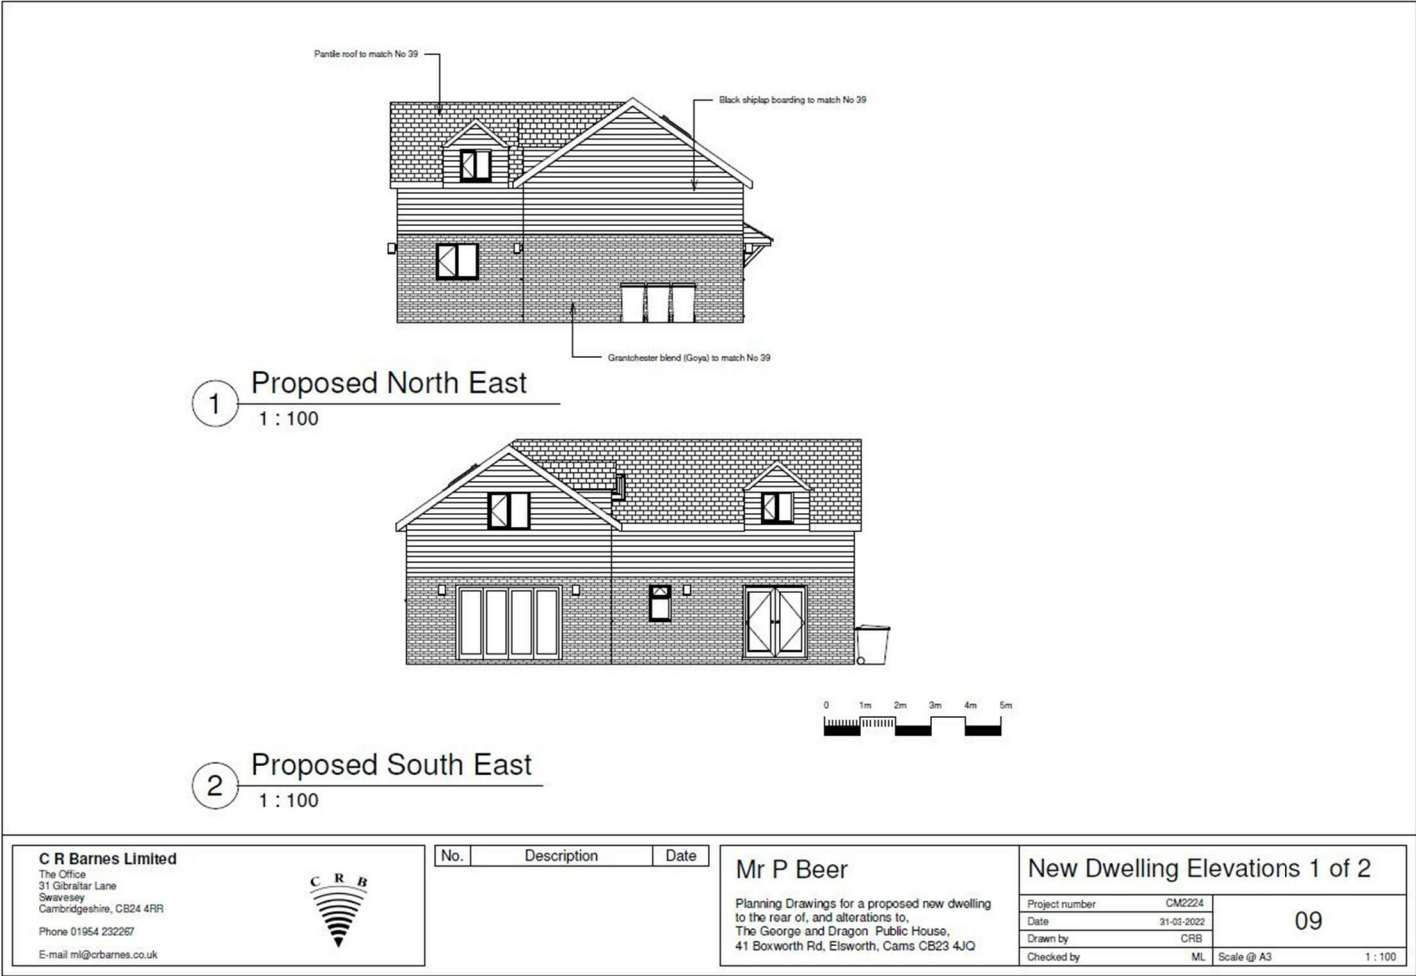 Pantile roof to match No 39
Black shiplap boarding to match No 39
Grantchester blend (Goya) to match No 39
1
Proposed North East
1 : 100
2
Proposed South East
1 : 100
0 1m 2m 3m 4m 5m
C R Barnes Limited
The Office
31 Gibraltar Lane
Swavesey
Cambridgeshire, CB24 4RR
Phone 01954 232267
E-mail ml@crbarnes.co.uk
C R B
No. Description Date
Mr P Beer
Planning Drawings for a proposed new dwelling
to the rear of, and alterations to,
The George and Dragon Public House,
41 Boxworth Rd, Elsworth, Cams CB23 4JQ
New Dwelling Elevations 1 of 2
Project number CM2224
Date 31-03-2022
Drawn by CRB
Checked by ML
09
Scale @ A3 1 : 100